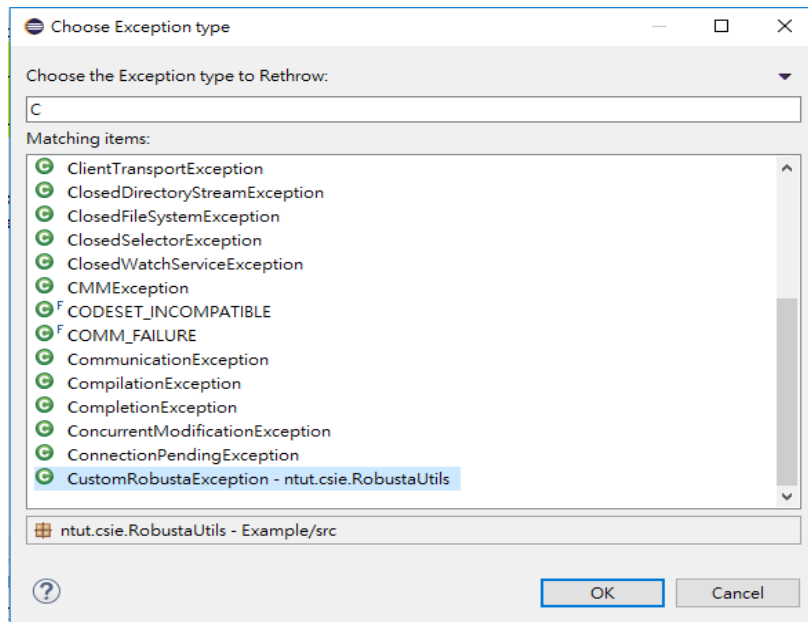 Choose Exception type
Choose the Exception type to Rethrow:
C
Matching items:
ClientTransportException
ClosedDirectoryStreamException
ClosedFileSystemException
ClosedSelectorException
ClosedWatchServiceException
CMMException
F CODESET_INCOMPATIBLE
F COMM_FAILURE
CommunicationException
CompilationException
CompletionException
ConcurrentModificationException
ConnectionPendingException
CustomRobustaException - ntut.csie.RobustaUtils
ntut.csie.RobustaUtils - Example/src
? OK Cancel